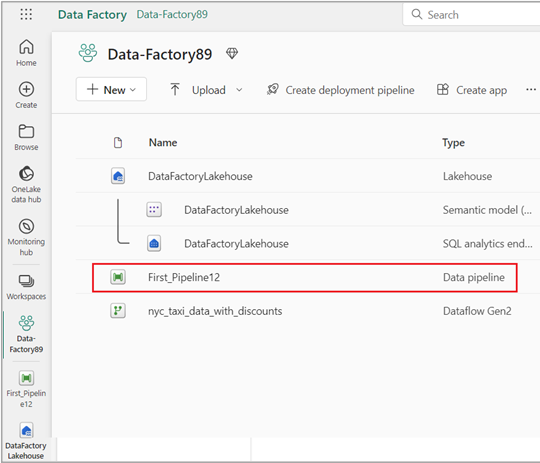 Data Factory Data-Factory89 Search
Data-Factory89
New Upload Create deployment pipeline Create app ...
Name Type
DataFactoryLakehouse Lakehouse
DataFactoryLakehouse Semantic model (...
DataFactoryLakehouse SQL analytics end...
First_Pipeline12 Data pipeline
nyc_taxi_data_with_discounts Dataflow Gen2
Home
Create
Browse
OneLake
data hub
Monitoring
hub
Workspaces
Data-
Factory89
First_Pipelin
e12
DataFactory
Lakehouse